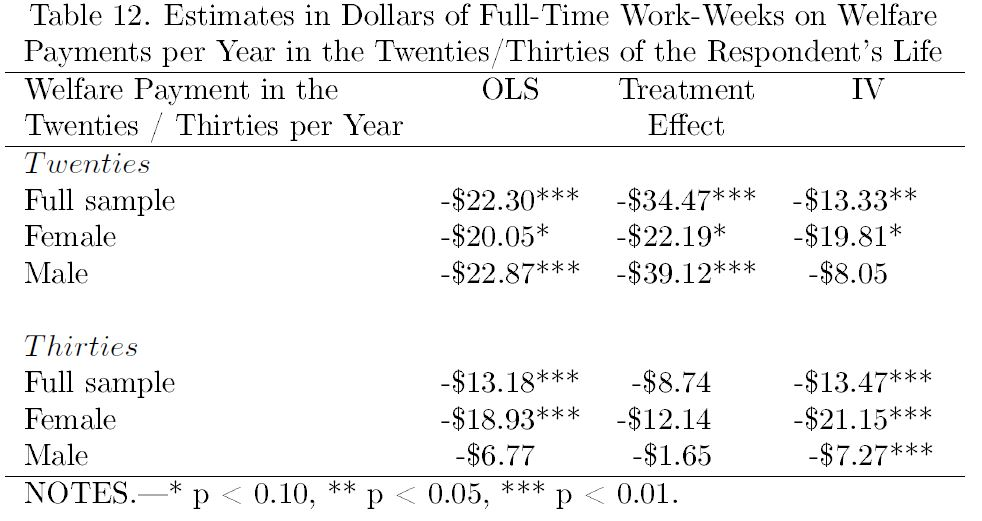 Table 12. Estimates in Dollars of Full-Time Work-Weeks on Welfare
Payments per Year in the Twenties/Thirties of the Respondent's Life
Welfare Payment in the OLS Treatment IV
Twenties / Thirties per Year Effect
Twenties
Full sample -$22.30*** -$34.47*** -$13.33**
Female -$20.05* -$22.19* -$19.81*
Male -$22.87*** -$39.12*** -$8.05
Thirties
Full sample -$13.18*** -$8.74 -$13.47***
Female -$18.93*** -$12.14 -$21.15***
Male -$6.77 -$1.65 -$7.27***
NOTES.—* p < 0.10, ** p < 0.05, *** p < 0.01.